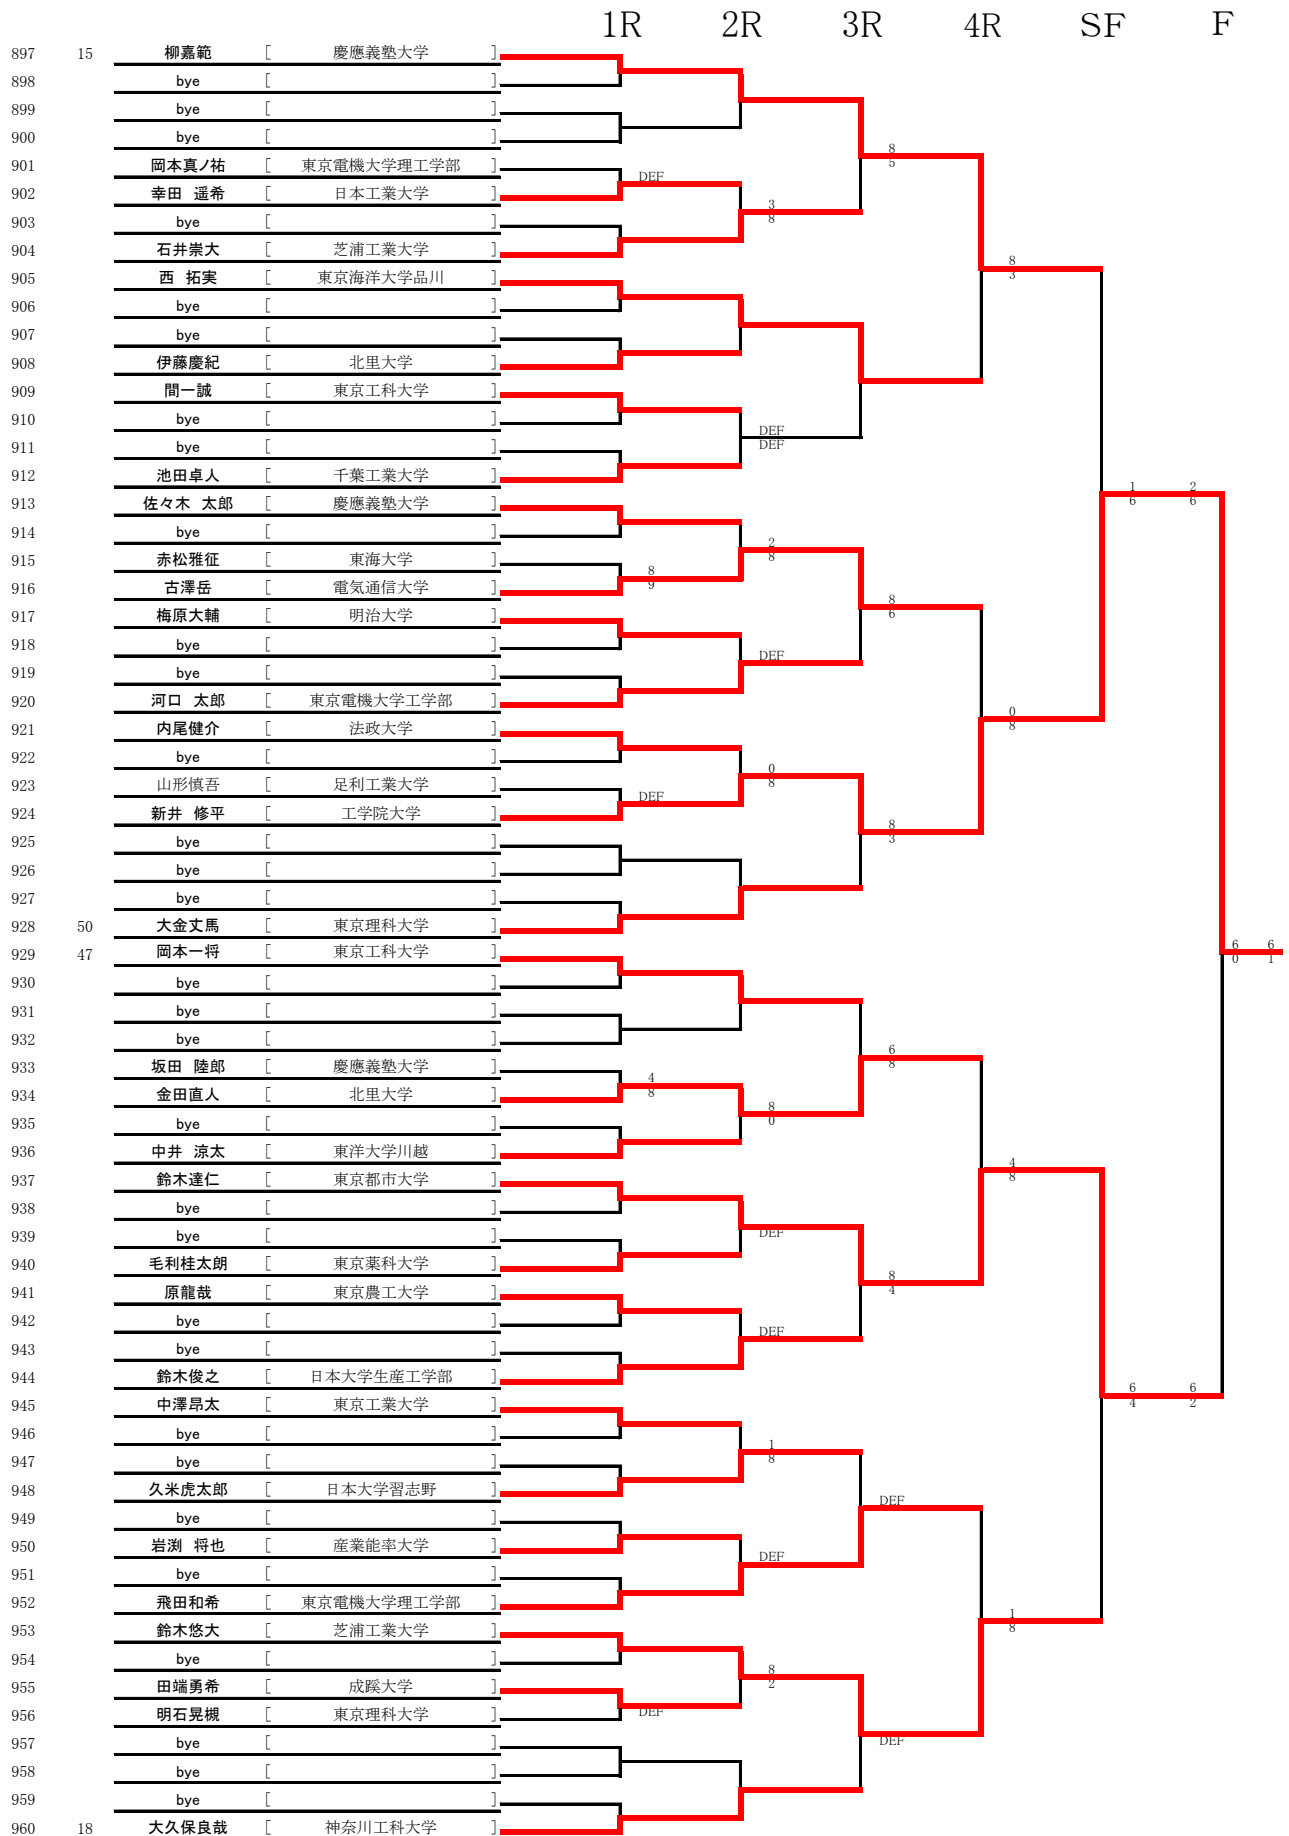 1R 2R 3R 4R SF F
897 15 柳嘉範 [ 慶應義塾大学 ]
898 bye [ ]
899 bye [ ]
900 bye [ ]
8
5
901 岡本真ノ祐 [ 東京電機大学理工学部 ]
DEF
902 幸田 遥希 [ 日本工業大学 ]
3
8
903 bye [ ]
904 石井崇大 [ 芝浦工業大学 ]
8
3
905 西 拓実 [ 東京海洋大学品川 ]
906 bye [ ]
907 bye [ ]
908 伊藤慶紀 [ 北里大学 ]
909 間一誠 [ 東京工科大学 ]
910 bye [ ]
DEF
DEF
911 bye [ ]
912 池田卓人 [ 千葉工業大学 ]
1 2
6 6
913 佐々木 太郎 [ 慶應義塾大学 ]
914 bye [ ]
2
8
915 赤松雅征 [ 東海大学 ]
8
9
916 古澤岳 [ 電気通信大学 ]
8
6
917 梅原大輔 [ 明治大学 ]
918 bye [ ]
DEF
919 bye [ ]
920 河口 太郎 [ 東京電機大学工学部 ]
0
8
921 内尾健介 [ 法政大学 ]
922 bye [ ]
0
8
923 山形慎吾 [ 足利工業大学 ]
DEF
924 新井 修平 [ 工学院大学 ]
8
3
925 bye [ ]
926 bye [ ]
927 bye [ ]
928 50 大金丈馬 [ 東京理科大学 ]
929 47 岡本一将 [ 東京工科大学 ]
6 6
0 1
930 bye [ ]
931 bye [ ]
932 bye [ ]
6
8
933 坂田 陸郎 [ 慶應義塾大学 ]
4
8
934 金田直人 [ 北里大学 ]
8
0
935 bye [ ]
936 中井 涼太 [ 東洋大学川越 ]
4
8
937 鈴木達仁 [ 東京都市大学 ]
938 bye [ ]
DEF
939 bye [ ]
940 毛利桂太朗 [ 東京薬科大学 ]
8
4
941 原龍哉 [ 東京農工大学 ]
942 bye [ ]
DEF
943 bye [ ]
944 鈴木俊之 [ 日本大学生産工学部 ]
6 6
4 2
945 中澤昂太 [ 東京工業大学 ]
946 bye [ ]
1
8
947 bye [ ]
948 久米虎太郎 [ 日本大学習志野 ]
DEF
949 bye [ ]
950 岩渕 将也 [ 産業能率大学 ]
DEF
951 bye [ ]
952 飛田和希 [ 東京電機大学理工学部 ]
1
8
953 鈴木悠大 [ 芝浦工業大学 ]
954 bye [ ]
8
2
955 田端勇希 [ 成蹊大学 ]
DEF
956 明石晃槻 [ 東京理科大学 ]
DEF
957 bye [ ]
958 bye [ ]
959 bye [ ]
960 18 大久保良哉 [ 神奈川工科大学 ]